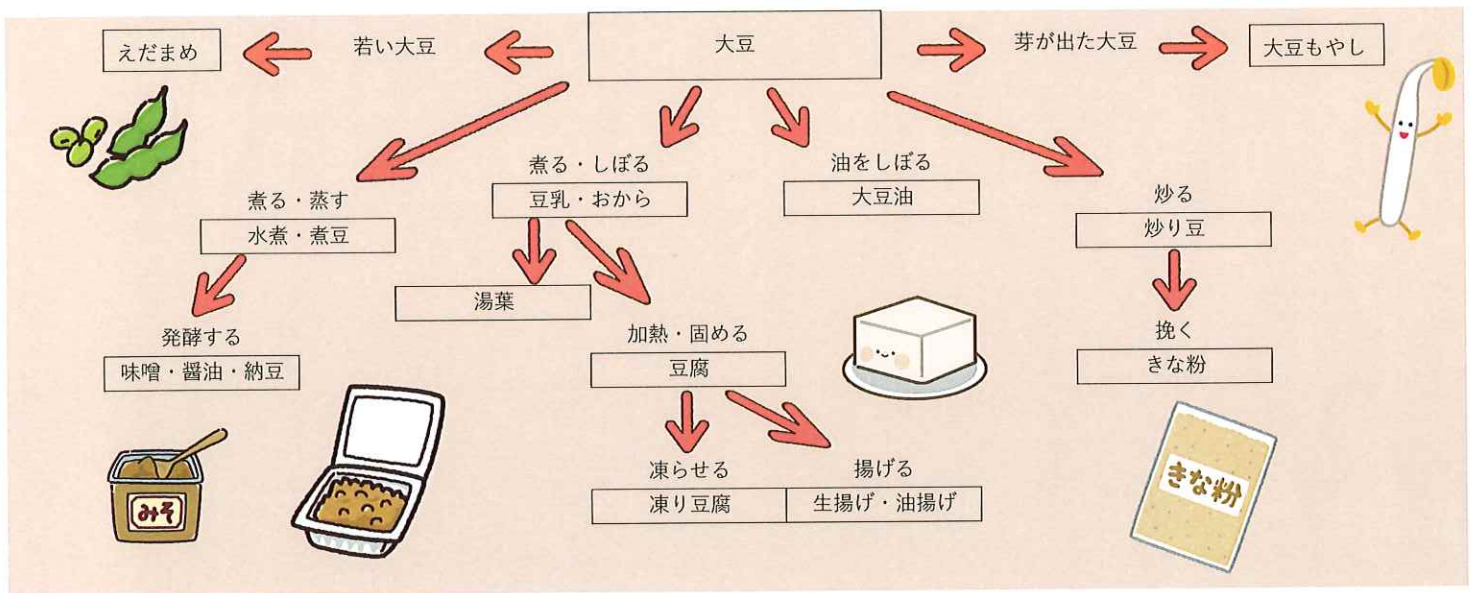 大豆
若い大豆
えだまめ
芽が出た大豆
大豆もやし
煮る・蒸す
水煮・煮豆
発酵する
味噌・醤油・納豆
みそ
煮る・しぼる
豆乳・おから
湯葉
加熱・固める
豆腐
凍らせる
凍り豆腐
揚げる
生揚げ・油揚げ
油をしぼる
大豆油
炒る
炒り豆
挽く
きな粉
きな粉